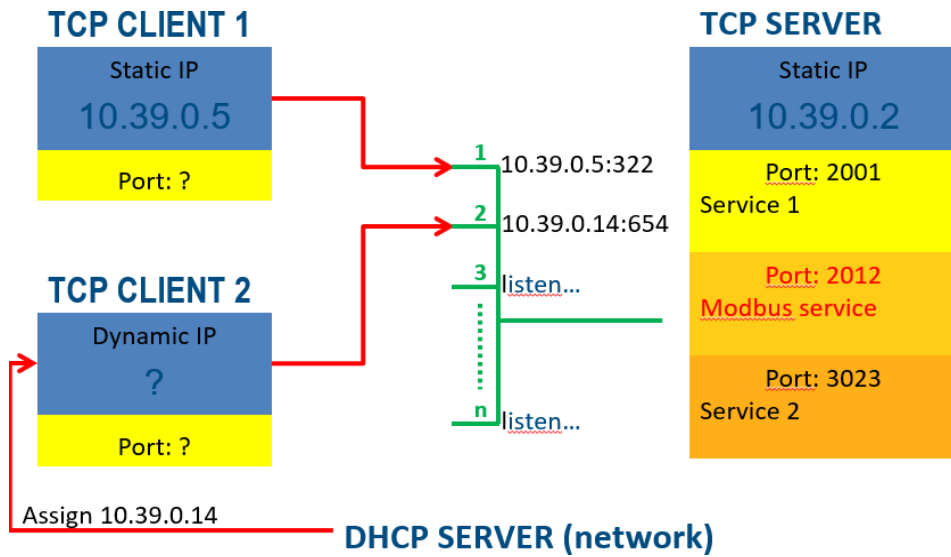 TCP CLIENT 1
Static IP
10.39.0.5
Port: ?
TCP CLIENT 2
Dynamic IP
?
Port: ?
Assign 10.39.0.14
DHCP SERVER (network)
1
10.39.0.5:322
2
10.39.0.14:654
3
listen...
n
listen...
TCP SERVER
Static IP
10.39.0.2
Port: 2001
Service 1
Port: 2012
Modbus service
Port: 3023
Service 2